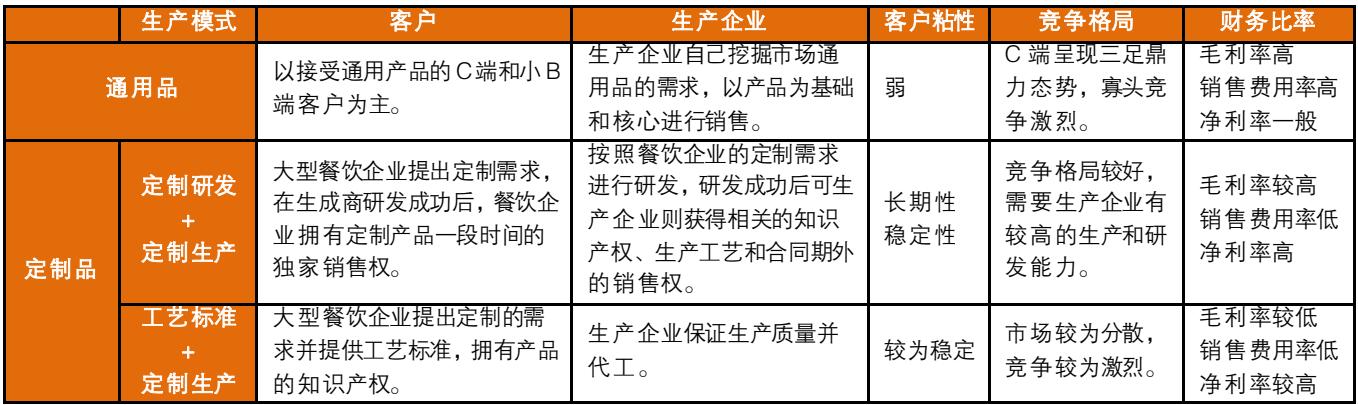 生产模式
客户
生产企业
客户粘性
竞争格局
财务比率
通用品
以接受通用产品的C端和小B
端客户为主。
生产企业自己挖掘市场通
用品的需求，以产品为基础
和核心进行销售。
弱
C 端呈现三足鼎
力态势，寡头竞
争激烈。
毛利率高
销售费用率高
净利率一般
定制品
定制研发
+
定制生产
大型餐饮企业提出定制需求，
在生成商研发成功后，餐饮企
业拥有定制产品一段时间的
独家销售权。
按照餐饮企业的定制需求
进行研发，研发成功后可生
产企业则获得相关的知识
产权、生产工艺和合同期外
的销售权。
长期性
稳定性
竞争格局较好，
需要生产企业有
较高的生产和研
发能力。
毛利率较高
销售费用率低
净利率高
工艺标准
+
定制生产
大型餐饮企业提出定制的需
求并提供工艺标准，拥有产品
的知识产权。
生产企业保证生产质量并
代工。
较为稳定
市场较为分散，
竞争较为激烈。
毛利率较低
销售费用率低
净利率较高